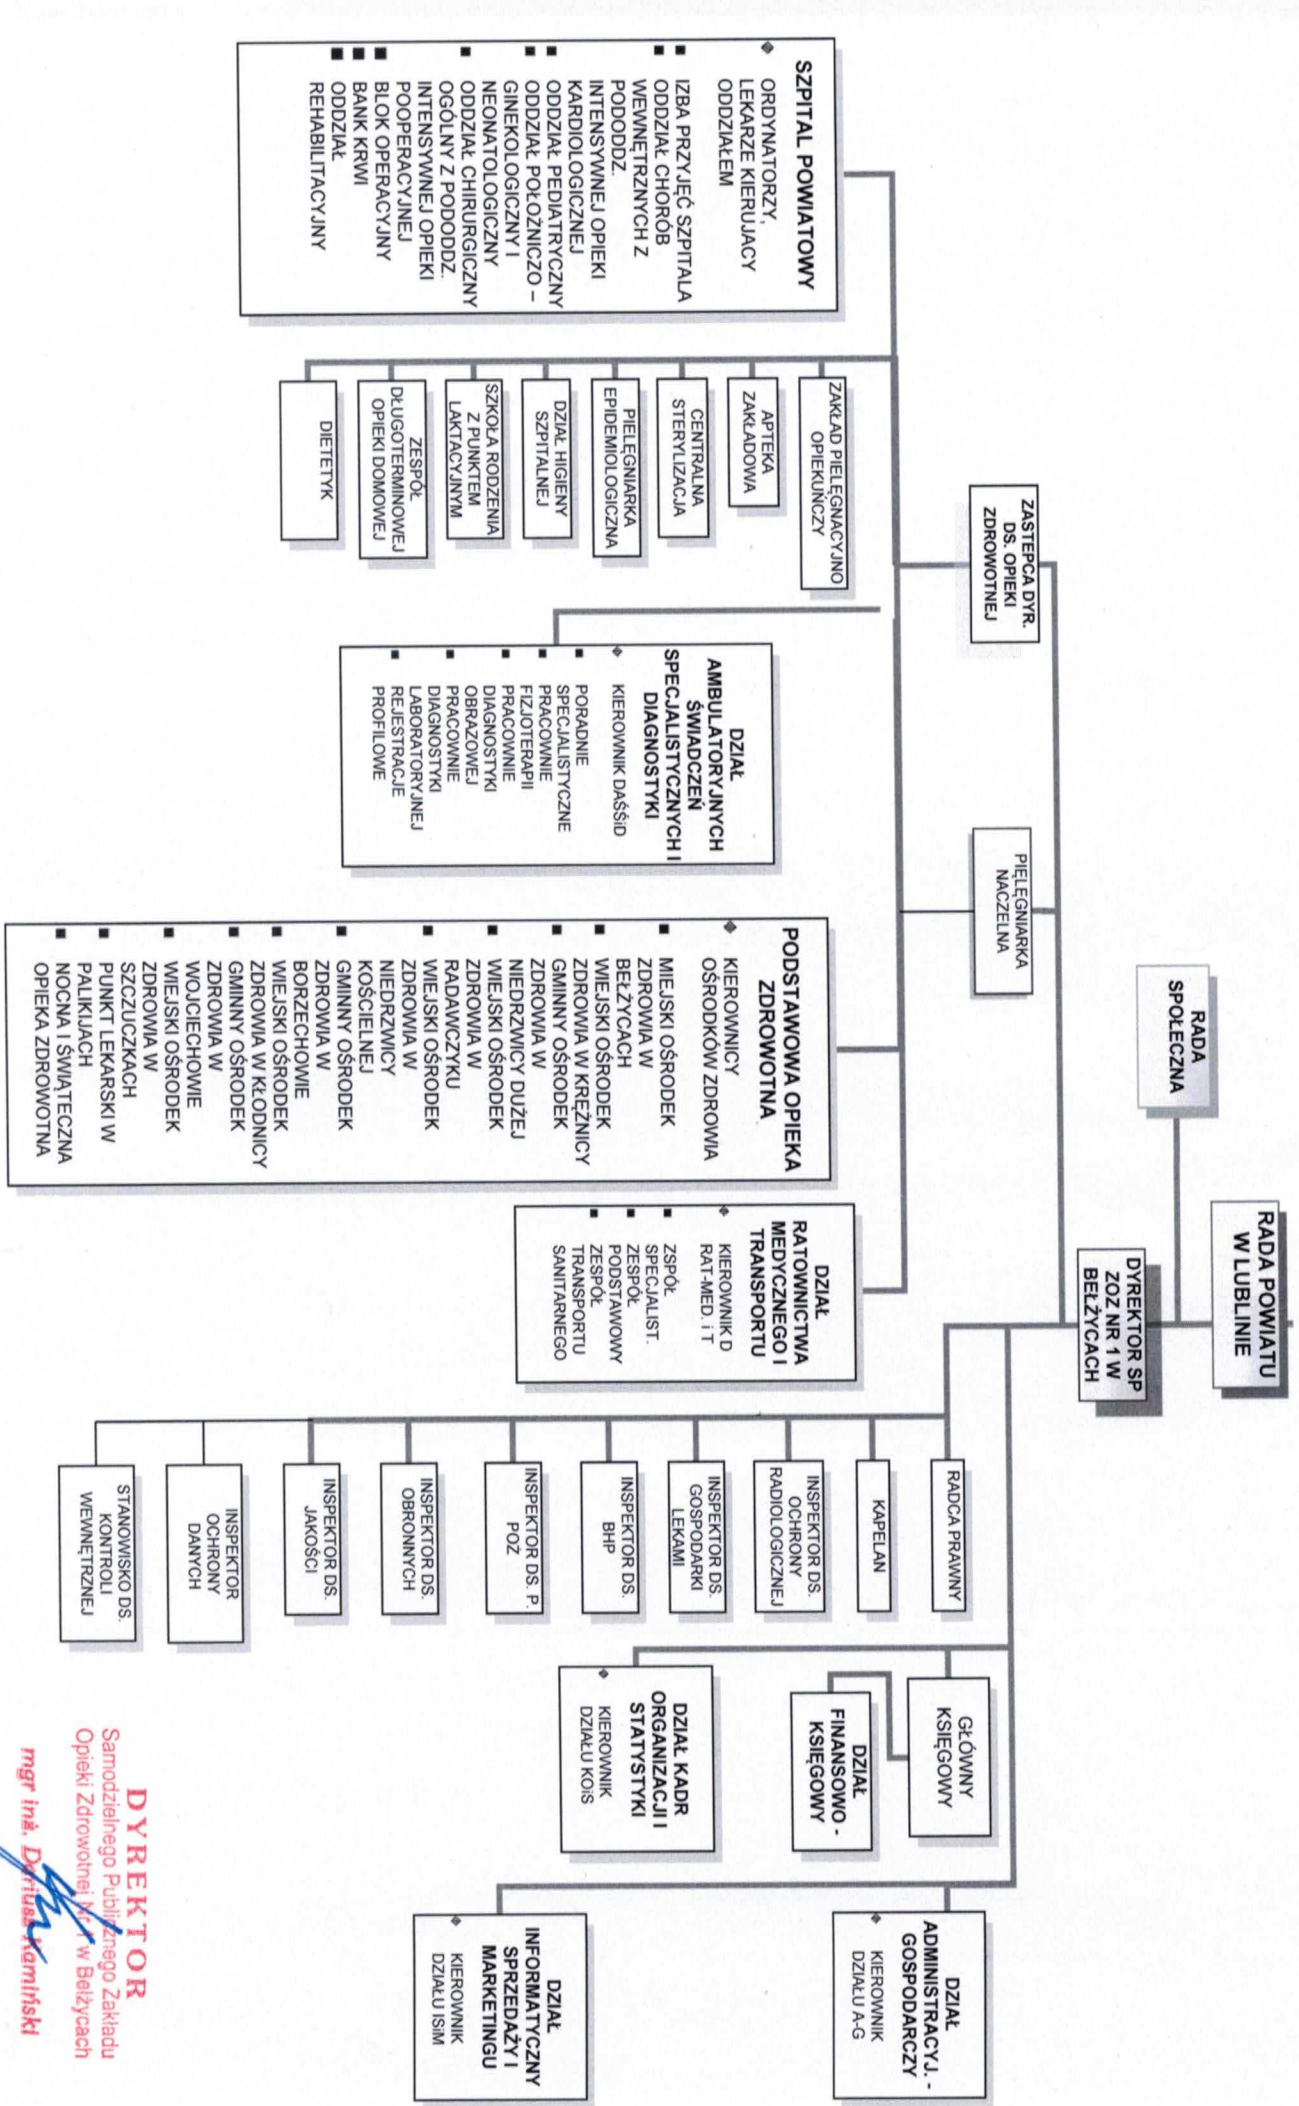 RADA POWIATU
W LUBLINIE
RADA
SPOŁECZNA
DYREKTOR SP
ZOZ NR 1 W
BEŁŻYCACH
ZASTEPCA DYR.
DS. OPIEKI
ZDROWOTNEJ
PIELĘGNIARKA
NACZELNA
SZPITAL POWIATOWY
ORDYNATORZY,
LEKARZE KIERUJACY
ODDZIAŁEM
IZBA PRZYJĘĆ SZPITALA
ODDZIAŁ CHORÓB
WEWNĘTRZNYCH Z
PODODDZ.
INTENSYWNEJ OPIEKI
KARDIOLOGICZNEJ
ODDZIAŁ PEDIATRYCZNY
ODDZIAŁ POŁOŻNICZO –
GINEKOLOGICZNY I
NEONATOLOGICZNY
ODDZIAŁ CHIRURGICZNY
OGÓLNY Z PODODDZ.
INTENSYWNEJ OPIEKI
POOPERACYJNEJ
BLOK OPERACYJNY
BANK KRWI
ODDZIAŁ
REHABILITACYJNY
ZAKŁAD PIELĘGNACYJNO
OPIEKUŃCZY
APTEKA
ZAKŁADOWA
CENTRALNA
STERYLIZACJA
PIELĘGNIARKA
EPIDEMIOLOGICZNA
DZIAŁ HIGIENY
SZPITALNEJ
SZKOŁA RODZENIA
Z PUNKTEM
LAKTACYJNYM
ZESPÓŁ
DŁUGOTERMINOWEJ
OPIEKI DOMOWEJ
DIETETYK
DZIAŁ
AMBULATORYJNYCH
ŚWIADCZEŃ
SPECJALISTYCZNYCH I
DIAGNOSTYKI
KIEROWNIK DAŚŚiD
PORADNIE
SPECJALISTYCZNE
PRACOWNIE
FIZJOTERAPII
PRACOWNIE
DIAGNOSTYKI
OBRAZOWEJ
PRACOWNIE
DIAGNOSTYKI
LABORATORYJNEJ
REJESTRACJE
PROFILOWE
PODSTAWOWA OPIEKA
ZDROWOTNA
KIEROWNICY
OŚRODKÓW ZDROWIA
MIEJSKI OŚRODEK
ZDROWIA W
BEŁŻYCACH
WIEJSKI OŚRODEK
ZDROWIA W KRĘŻNICY
GMINNY OŚRODEK
ZDROWIA W
NIEDRZWICY DUŻEJ
WIEJSKI OŚRODEK
ZDROWIA W
RADAWCZYKU
WIEJSKI OŚRODEK
ZDROWIA W
NIEDRZWICY
KOŚCIELNEJ
GMINNY OŚRODEK
ZDROWIA W
BORZECHOWIE
WIEJSKI OŚRODEK
ZDROWIA W KŁODNICY
GMINNY OŚRODEK
ZDROWIA W
WOJCIECHOWIE
WIEJSKI OŚRODEK
ZDROWIA W
SZCZUCZKACH
PUNKT LEKARSKI W
PALIKIJACH
NOCNA I ŚWIĄTECZNA
OPIEKA ZDROWOTNA
DZIAŁ
RATOWNICTWA
MEDYCZNEGO I
TRANSPORTU
KIEROWNIK D
RAT-MED. i T
ZSPÓŁ
SPECJALIST.
ZESPÓŁ
PODSTAWOWY
ZESPÓŁ
TRANSPORTU
SANITARNEGO
RADCA PRAWNY
KAPELAN
INSPEKTOR DS.
OCHRONY
RADIOLOGICZNEJ
INSPEKTOR DS.
GOSPODARKI
LEKAMI
INSPEKTOR DS.
BHP
INSPEKTOR DS. P.
POŻ
INSPEKTOR DS.
OBRONNYCH
INSPEKTOR DS.
JAKOŚCI
INSPEKTOR
OCHRONY
DANYCH
STANOWISKO DS.
KONTROLI
WEWNĘTRZNEJ
GŁÓWNY
KSIĘGOWY
DZIAŁ
FINANSOWO -
KSIĘGOWY
DZIAŁ KADR
ORGANIZACJI I
STATYSTYKI
KIEROWNIK
DZIAŁU KOiS
DZIAŁ
ADMINISTRACYJ. -
GOSPODARCZY
KIEROWNIK
DZIAŁU A-G
DZIAŁ
INFORMATYCZNY
SPRZEDAŻY I
MARKETINGU
KIEROWNIK
DZIAŁU ISiM
DYREKTOR
Samodzielnego Publicznego Zakładu
Opieki Zdrowotnej Nr 1 w Bełżycach
mgr inż. Dariusz Kamiński